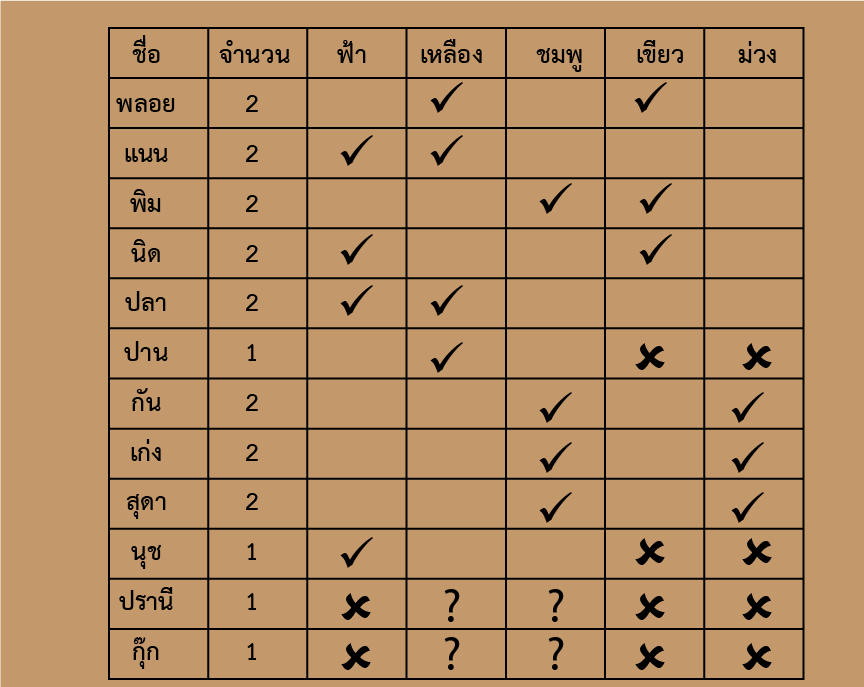 ชื่อ จำนวน ฟ้า เหลือง ชมพู เขียว ม่วง
พลอย 2 ✓ ✓
แนน 2 ✓ ✓
พิม 2 ✓ ✓
นิด 2 ✓ ✓
ปลา 2 ✓ ✓
ปาน 1 ✓ ✘ ✘
กัน 2 ✓ ✓
เก่ง 2 ✓ ✓
สุดา 2 ✓ ✓
นุช 1 ✓ ✘ ✘
ปรานี 1 ✘ ? ? ✘ ✘
กุ๊ก 1 ✘ ? ? ✘ ✘